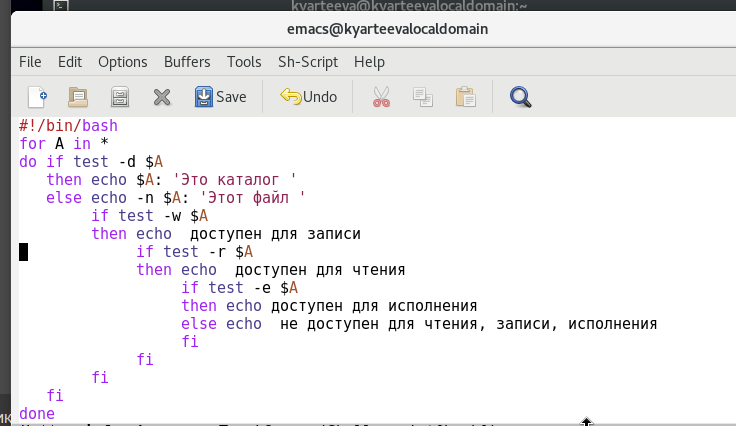 kyarteeva@kyarteevalocaldomain:~
emacs@kyarteevalocaldomain
File Edit Options Buffers Tools Sh-Script Help
Save Undo
#!/bin/bash
for A in *
do if test -d $A
   then echo $A: 'Это каталог '
   else echo -n $A: 'Этот файл '
        if test -w $A
        then echo  доступен для записи
             if test -r $A
             then echo  доступен для чтения
                  if test -e $A
                  then echo доступен для исполнения
                  else echo  не доступен для чтения, записи, исполнения
                  fi
             fi
        fi
   fi
done